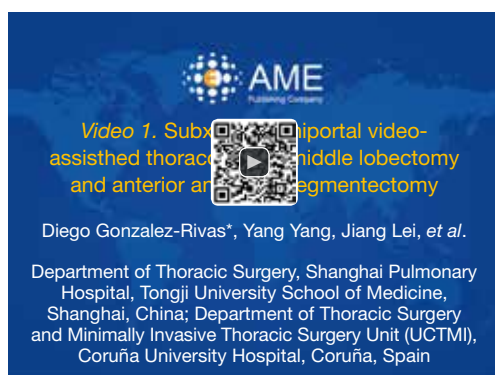 AME
Publishing Company
Video 1. Subx niportal video-
assisthed thoraco middle lobectomy
and anterior an segmentectomy
Diego Gonzalez-Rivas*, Yang Yang, Jiang Lei, et al.
Department of Thoracic Surgery, Shanghai Pulmonary
Hospital, Tongji University School of Medicine,
Shanghai, China; Department of Thoracic Surgery
and Minimally Invasive Thoracic Surgery Unit (UCTMI),
Coruña University Hospital, Coruña, Spain